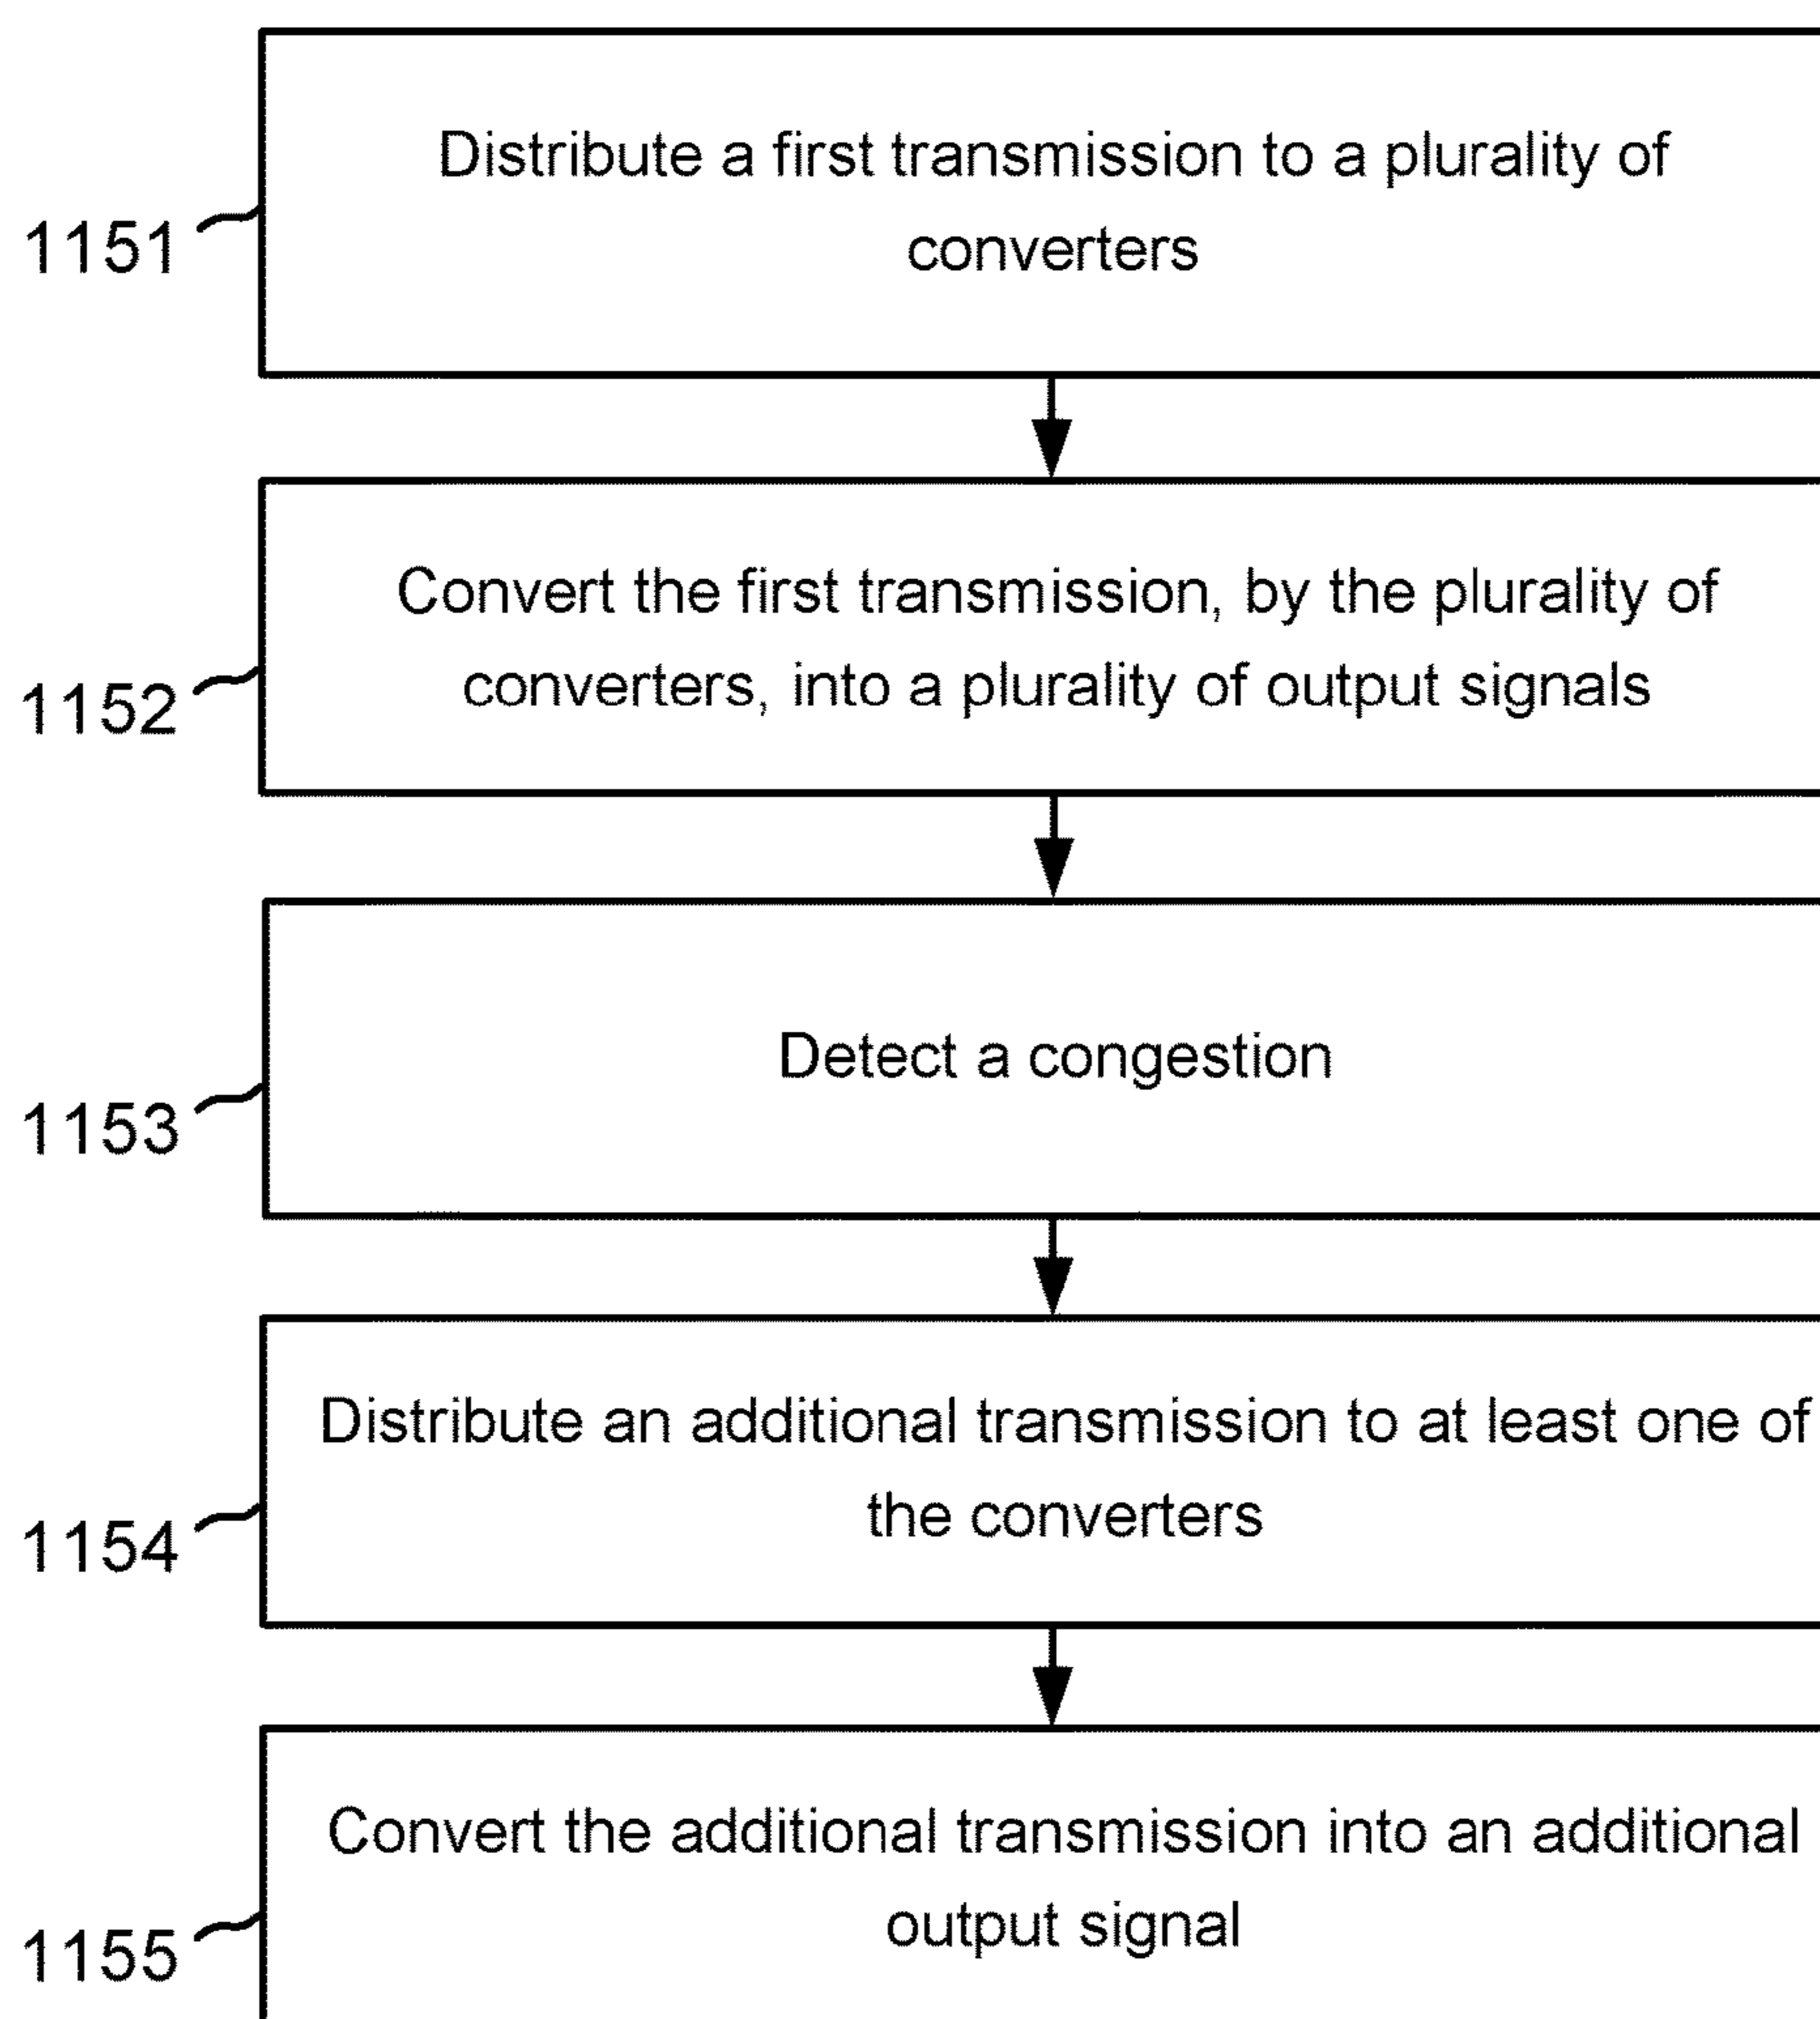 Distribute a first transmission to a plurality of
converters
1151
Convert the first transmission, by the plurality of
converters, into a plurality of output signals
1152
Detect a congestion
1153
Distribute an additional transmission to at least one of
the converters
1154
Convert the additional transmission into an additional
output signal
1155